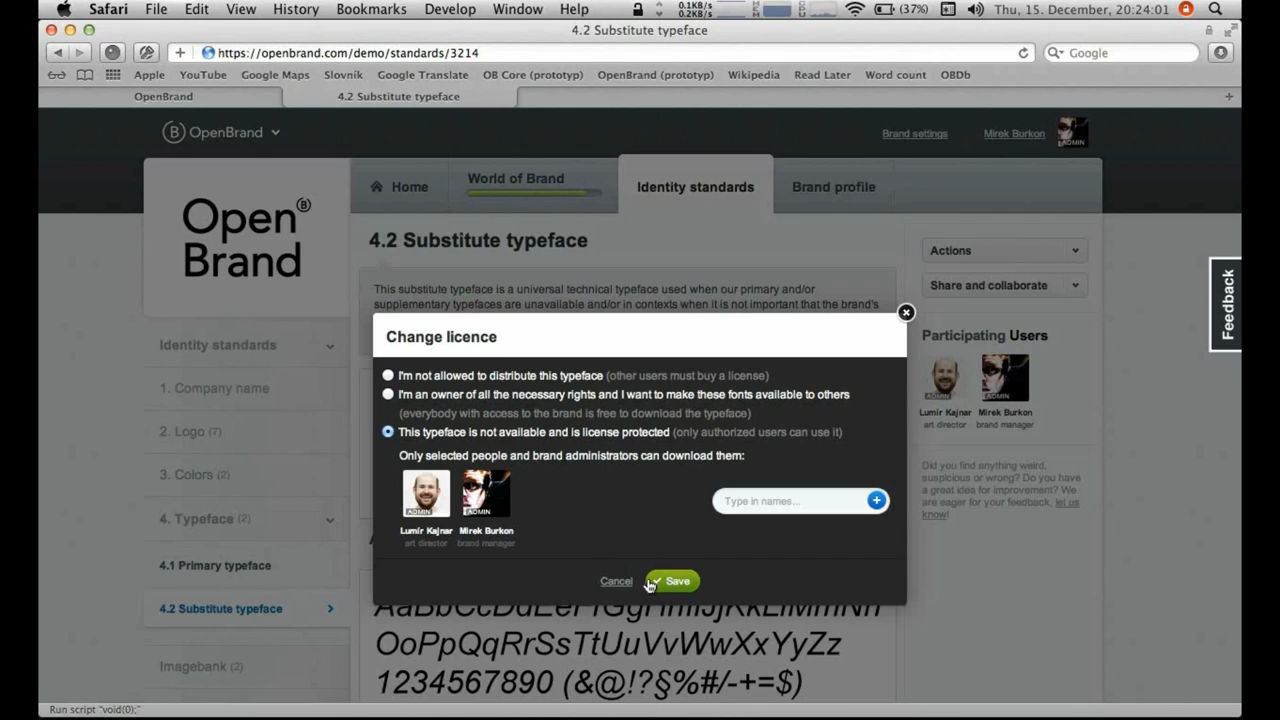 Safari File Edit View History Bookmarks Develop Window Help 0.1KB/s 0.2KB/s (37%) Thu, 15. December, 20:24:01
4.2 Substitute typeface
https://openbrand.com/demo/standards/3214 Google
Apple YouTube Google Maps Slovník Google Translate OB Core (prototyp) OpenBrand (prototyp) Wikipedia Read Later Word count OBDb
OpenBrand 4.2 Substitute typeface
OpenBrand Brand settings Mirek Burkon ADMIN
Open B
Brand
Home World of Brand Identity standards Brand profile
4.2 Substitute typeface
This substitute typeface is a universal technical typeface used when our primary and/or
supplementary typefaces are unavailable and/or in contexts when it is not important that the brand's
Identity standards
1. Company name
2. Logo (7)
3. Colors (2)
4. Typeface (2)
4.1 Primary typeface
4.2 Substitute typeface
Imagebank (2)
Change licence
I'm not allowed to distribute this typeface (other users must buy a license)
I'm an owner of all the necessary rights and I want to make these fonts available to others
(everybody with access to the brand is free to download the typeface)
This typeface is not available and is license protected (only authorized users can use it)
Only selected people and brand administrators can download them:
ADMIN ADMIN
Lumír Kajnar Mirek Burkon
art director brand manager
Type in names...
Cancel Save
OoPpQqRrSsTtUuVvWwXxYyZz
1234567890 (&@!?§%#/-+=$)
Actions
Share and collaborate
Participating Users
ADMIN ADMIN
Lumír Kajnar Mirek Burkon
art director brand manager
Did you find anything weird,
suspicious or wrong? Do you have
a great idea for improvement? We
are eager for your feedback, let us
know!
Feedback
Run script "void(0);"